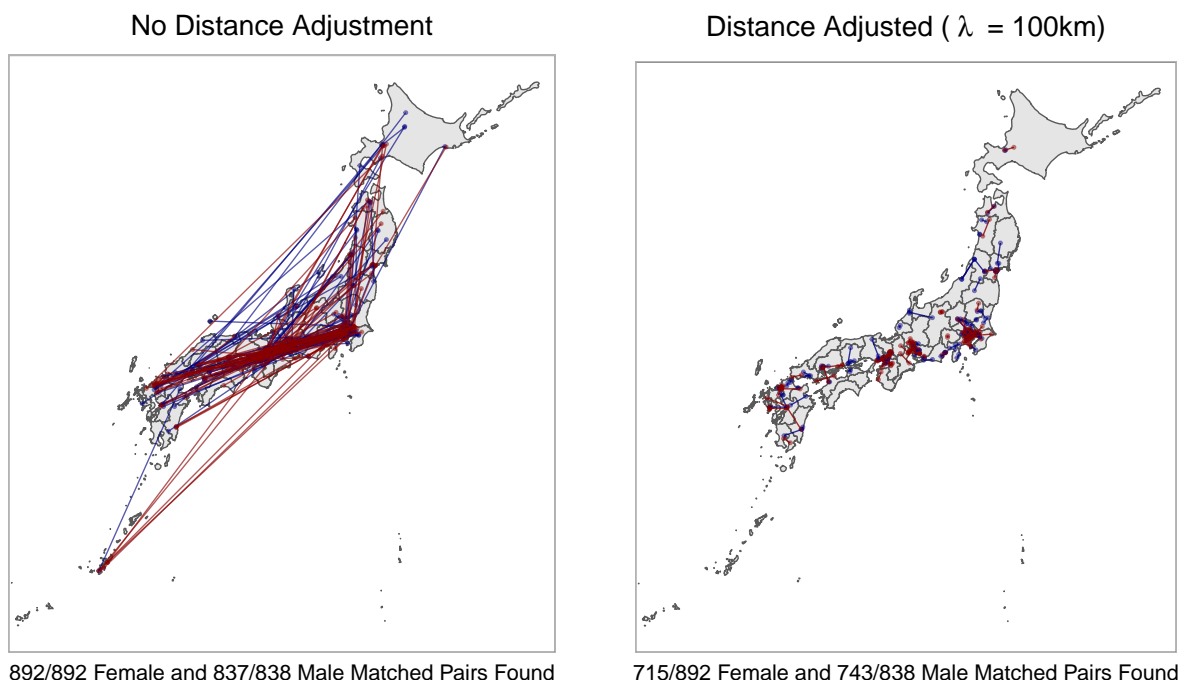 No Distance Adjustment
Distance Adjusted ( λ = 100km)
892/892 Female and 837/838 Male Matched Pairs Found
715/892 Female and 743/838 Male Matched Pairs Found